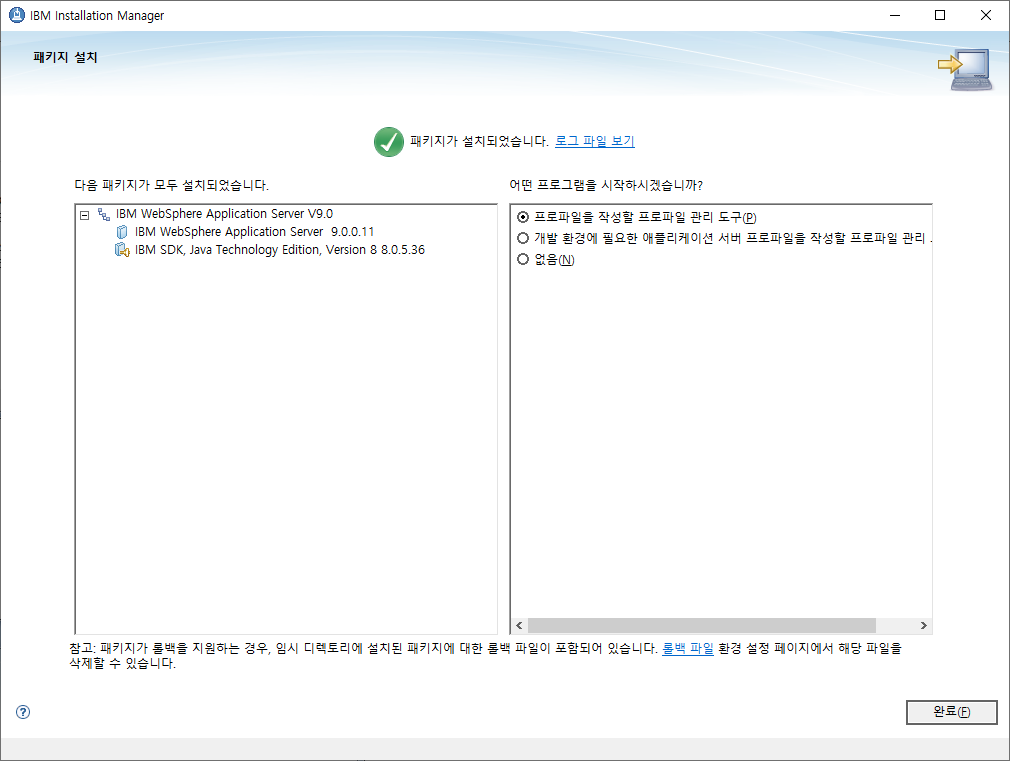 IBM Installation Manager
패키지 설치
패키지가 설치되었습니다. 로그 파일 보기
다음 패키지가 모두 설치되었습니다.
IBM WebSphere Application Server V9.0
IBM WebSphere Application Server 9.0.0.11
IBM SDK, Java Technology Edition, Version 8 8.0.5.36
어떤 프로그램을 시작하시겠습니까?
프로파일을 작성할 프로파일 관리 도구(P)
개발 환경에 필요한 애플리케이션 서버 프로파일을 작성할 프로파일 관리
없음(N)
참고: 패키지가 롤백을 지원하는 경우, 임시 디렉토리에 설치된 패키지에 대한 롤백 파일이 포함되어 있습니다. 롤백 파일 환경 설정 페이지에서 해당 파일을
삭제할 수 있습니다.
?
완료(F)